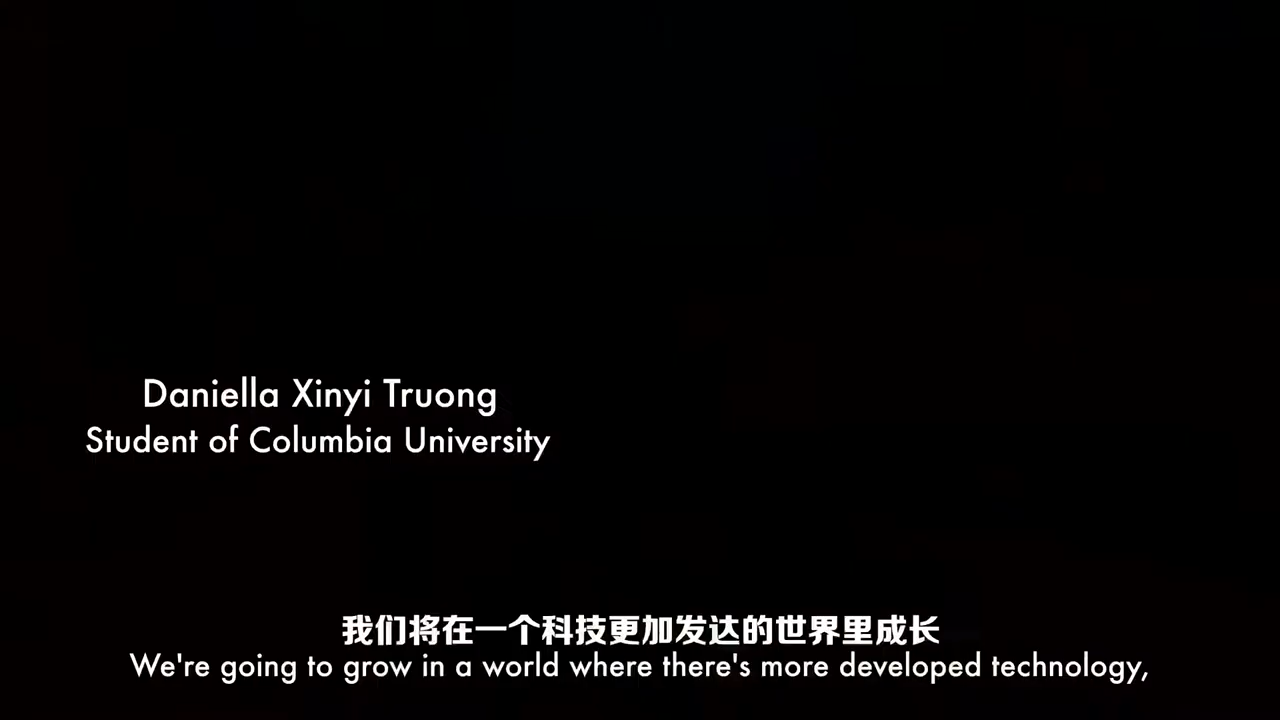 Daniella Xinyi Truong
Student of Columbia University
我们将在一个科技更加发达的世界里成长
We're going to grow in a world where there's more developed technology,